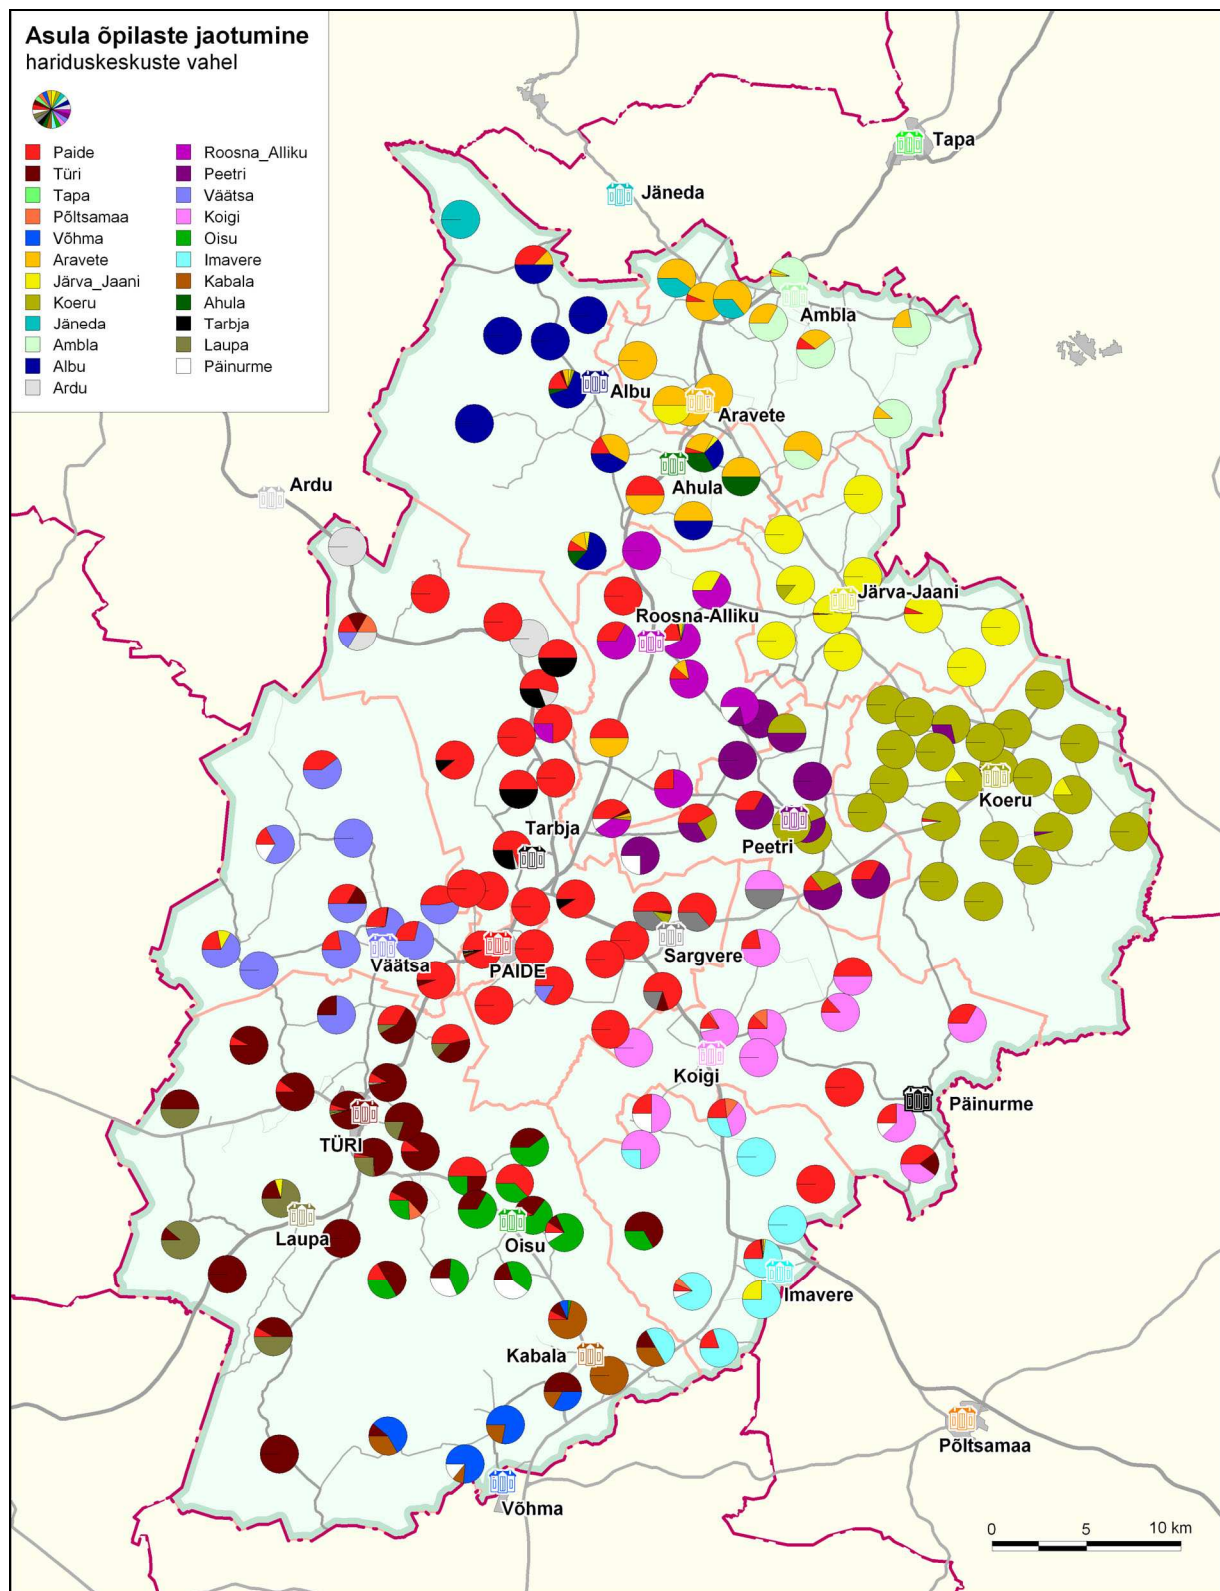 Asula õpilaste jaotumine
hariduskeskuste vahel
Paide
Türi
Tapa
Põltsamaa
Võhma
Aravete
Järva_Jaani
Koeru
Jäneda
Ambla
Albu
Ardu
Roosna_Alliku
Peetri
Väätsa
Koigi
Oisu
Imavere
Kabala
Ahula
Tarbja
Laupa
Päinurme
Tapa
Jäneda
Ambla
Albu
Aravete
Ahula
Ardu
Järva-Jaani
Roosna-Alliku
Koeru
Tarbja
Peetri
Sargvere
Väätsa
PAIDE
Koigi
Päinurme
TÜRI
Laupa
Oisu
Imavere
Kabala
Põltsamaa
Võhma
0 5 10 km